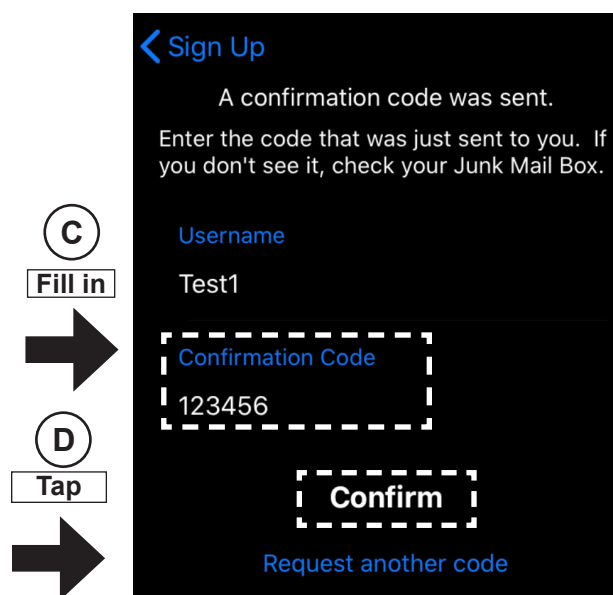 Sign Up
A confirmation code was sent.
Enter the code that was just sent to you. If
you don't see it, check your Junk Mail Box.
C
Fill in
Username
Test1
Confirmation Code
123456
D
Tap
Confirm
Request another code